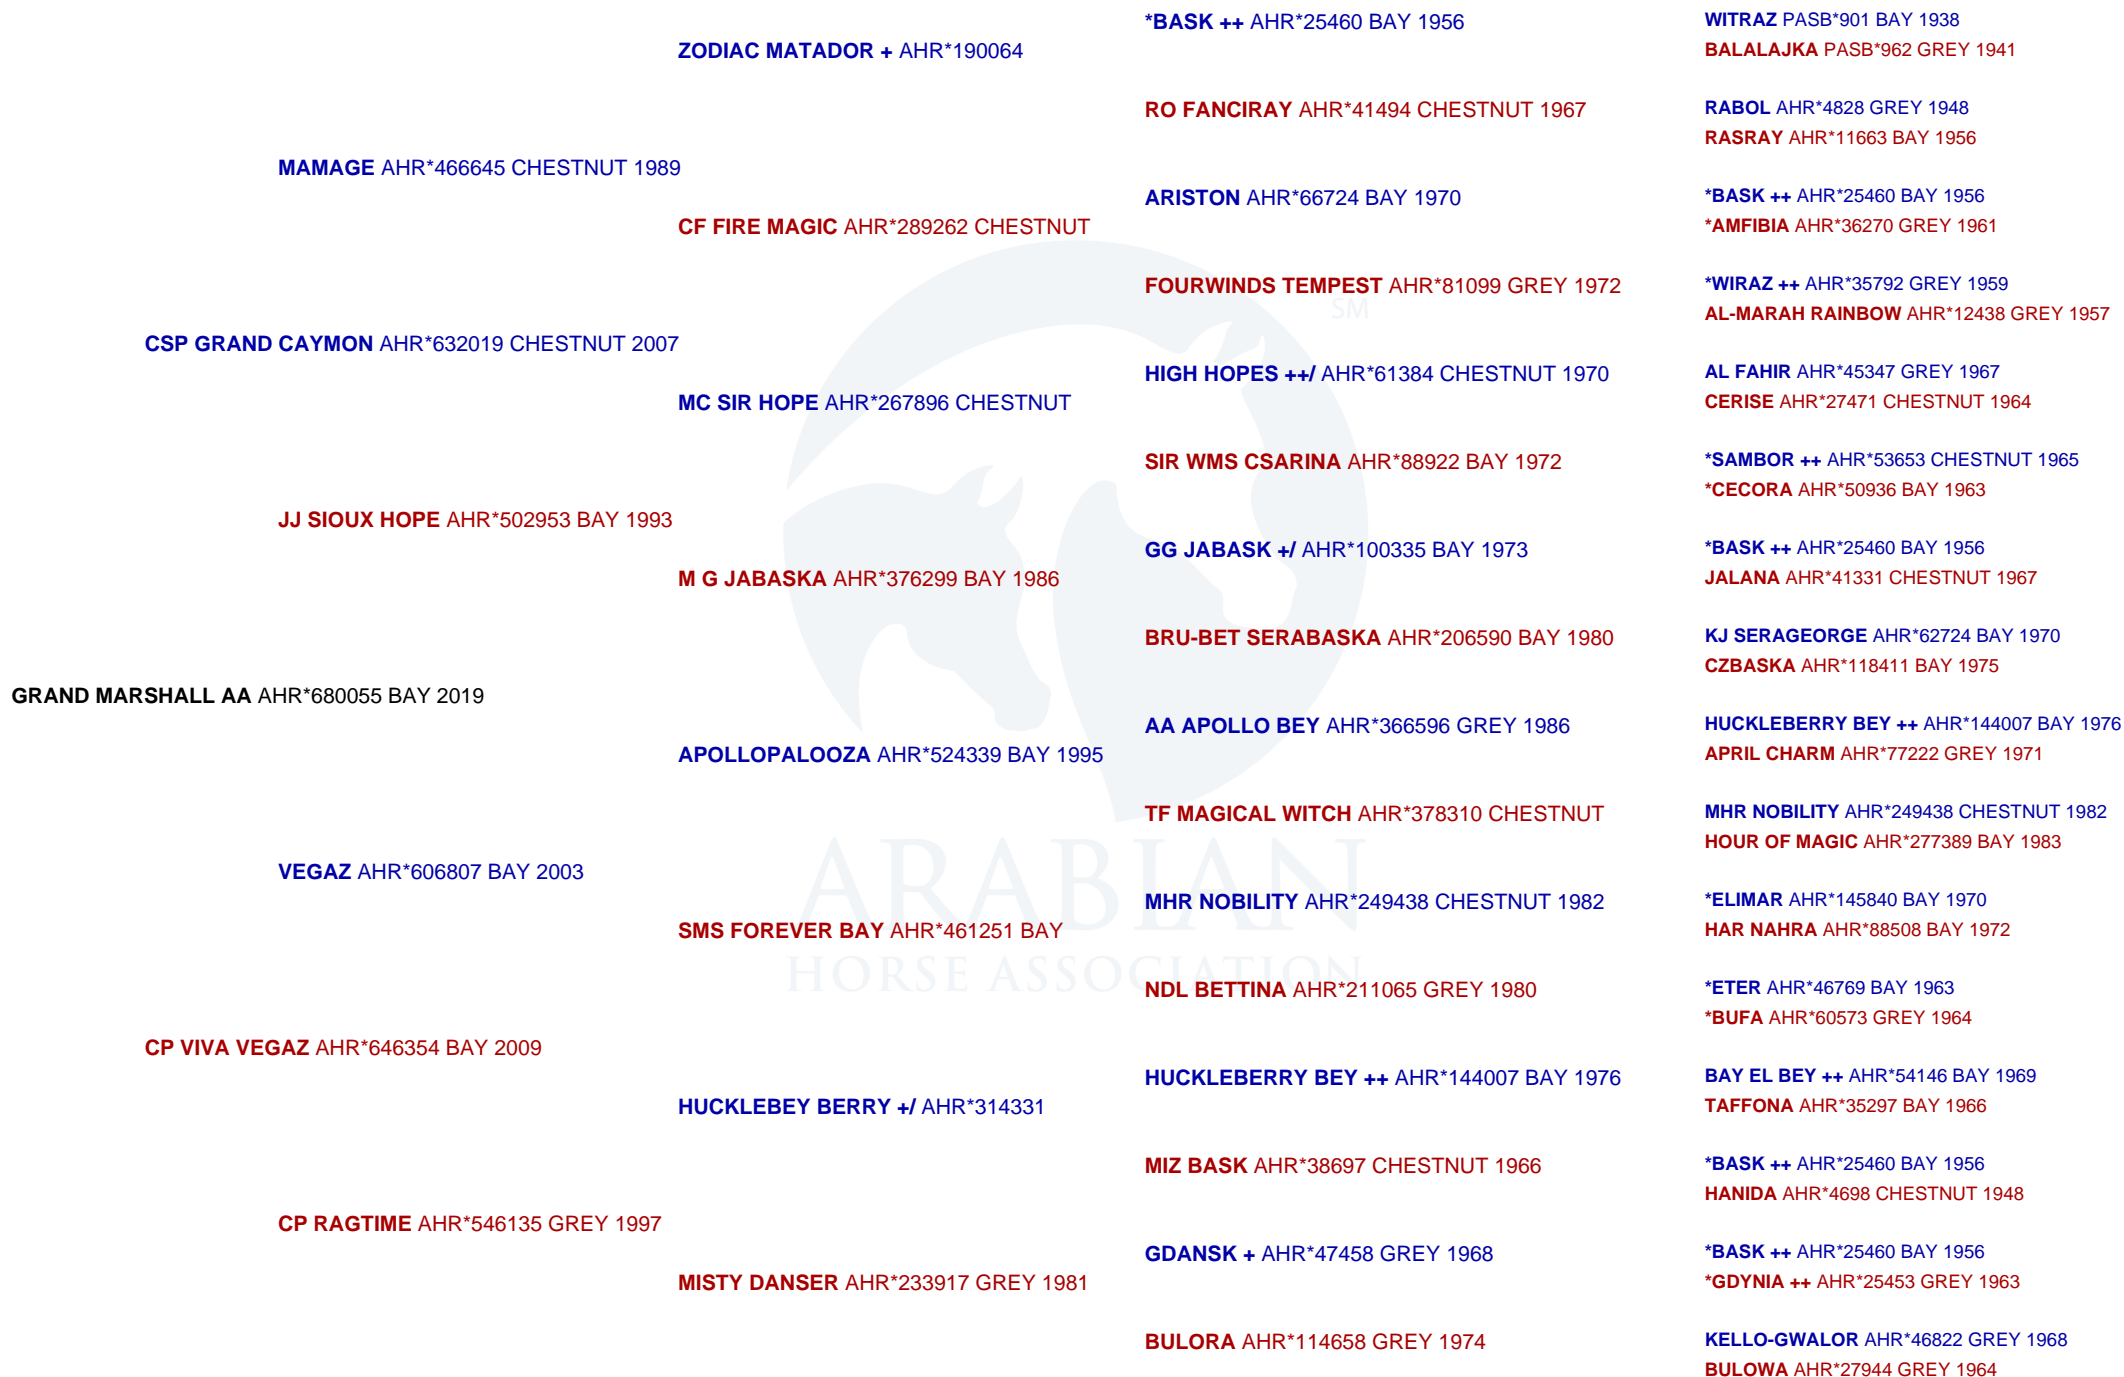 *BASK ++ AHR*25460 BAY 1956
WITRAZ PASB*901 BAY 1938
ZODIAC MATADOR + AHR*190064
BALALAJKA PASB*962 GREY 1941
RO FANCIRAY AHR*41494 CHESTNUT 1967
RABOL AHR*4828 GREY 1948
RASRAY AHR*11663 BAY 1956
MAMAGE AHR*466645 CHESTNUT 1989
ARISTON AHR*66724 BAY 1970
*BASK ++ AHR*25460 BAY 1956
CF FIRE MAGIC AHR*289262 CHESTNUT
*AMFIBIA AHR*36270 GREY 1961
FOURWINDS TEMPEST AHR*81099 GREY 1972
*WIRAZ ++ AHR*35792 GREY 1959
SM
AL-MARAH RAINBOW AHR*12438 GREY 1957
CSP GRAND CAYMON AHR*632019 CHESTNUT 2007
HIGH HOPES ++/ AHR*61384 CHESTNUT 1970
AL FAHIR AHR*45347 GREY 1967
MC SIR HOPE AHR*267896 CHESTNUT
CERISE AHR*27471 CHESTNUT 1964
SIR WMS CSARINA AHR*88922 BAY 1972
*SAMBOR ++ AHR*53653 CHESTNUT 1965
*CECORA AHR*50936 BAY 1963
JJ SIOUX HOPE AHR*502953 BAY 1993
GG JABASK +/ AHR*100335 BAY 1973
*BASK ++ AHR*25460 BAY 1956
M G JABASKA AHR*376299 BAY 1986
JALANA AHR*41331 CHESTNUT 1967
BRU-BET SERABASKA AHR*206590 BAY 1980
KJ SERAGEORGE AHR*62724 BAY 1970
CZBASKA AHR*118411 BAY 1975
GRAND MARSHALL AA AHR*680055 BAY 2019
AA APOLLO BEY AHR*366596 GREY 1986
HUCKLEBERRY BEY ++ AHR*144007 BAY 1976
APOLLOPALOOZA AHR*524339 BAY 1995
APRIL CHARM AHR*77222 GREY 1971
TF MAGICAL WITCH AHR*378310 CHESTNUT
MHR NOBILITY AHR*249438 CHESTNUT 1982
HOUR OF MAGIC AHR*277389 BAY 1983
VEGAZ AHR*606807 BAY 2003
ARABIAN
MHR NOBILITY AHR*249438 CHESTNUT 1982
*ELIMAR AHR*145840 BAY 1970
SMS FOREVER BAY AHR*461251 BAY
HAR NAHRA AHR*88508 BAY 1972
HORSE ASSOCIATION
NDL BETTINA AHR*211065 GREY 1980
*ETER AHR*46769 BAY 1963
*BUFA AHR*60573 GREY 1964
CP VIVA VEGAZ AHR*646354 BAY 2009
HUCKLEBERRY BEY ++ AHR*144007 BAY 1976
BAY EL BEY ++ AHR*54146 BAY 1969
HUCKLEBEY BERRY +/ AHR*314331
TAFFONA AHR*35297 BAY 1966
MIZ BASK AHR*38697 CHESTNUT 1966
*BASK ++ AHR*25460 BAY 1956
HANIDA AHR*4698 CHESTNUT 1948
CP RAGTIME AHR*546135 GREY 1997
GDANSK + AHR*47458 GREY 1968
*BASK ++ AHR*25460 BAY 1956
MISTY DANSER AHR*233917 GREY 1981
*GDYNIA ++ AHR*25453 GREY 1963
BULORA AHR*114658 GREY 1974
KELLO-GWALOR AHR*46822 GREY 1968
BULOWA AHR*27944 GREY 1964